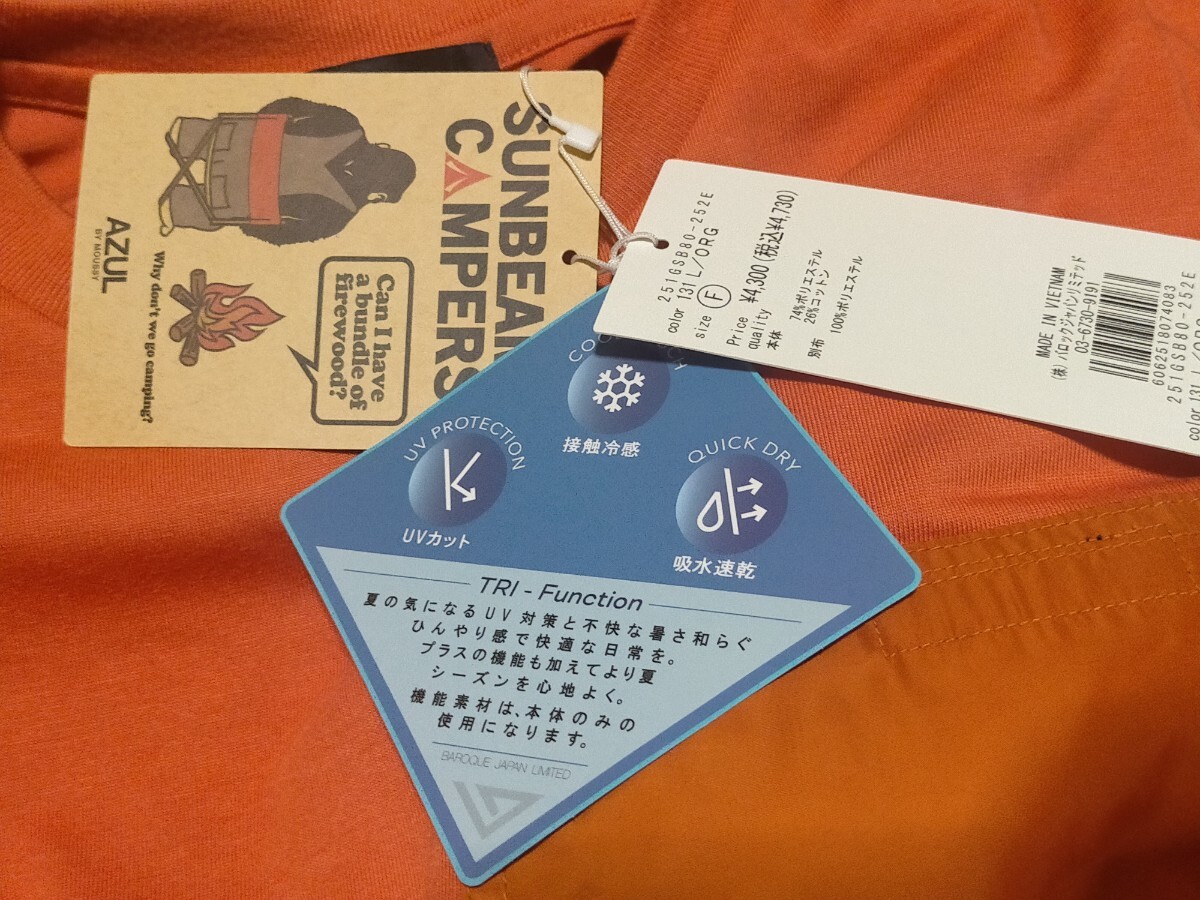 SUNBEAM
CAMPERS
Can I have
a bundle of
firewood?
Why don't we go camping?
AZUL
BY MOUSSY
251GSB80-252E
color 131 L/ORG
size F
Price ¥4,300 (税込¥4,730)
quality
本体 74%ポリエステル
26%コットン
別布 100%ポリエステル
MADE IN VIETNAM
(株)バロックジャパンリミテッド
03-6730-9191
6062518074083
251GSB80-252E
color 131 L
接触冷感
UV PROTECTION
UVカット
QUICK DRY
吸水速乾
TRI - Function
夏の気になるUV対策と不快な暑さ和らぐ
ひんやり感で快適な日常を。
プラスの機能も加えてより夏
シーズンを心地よく。
機能素材は、本体のみの
使用になります。
BAROQUE JAPAN LIMITED